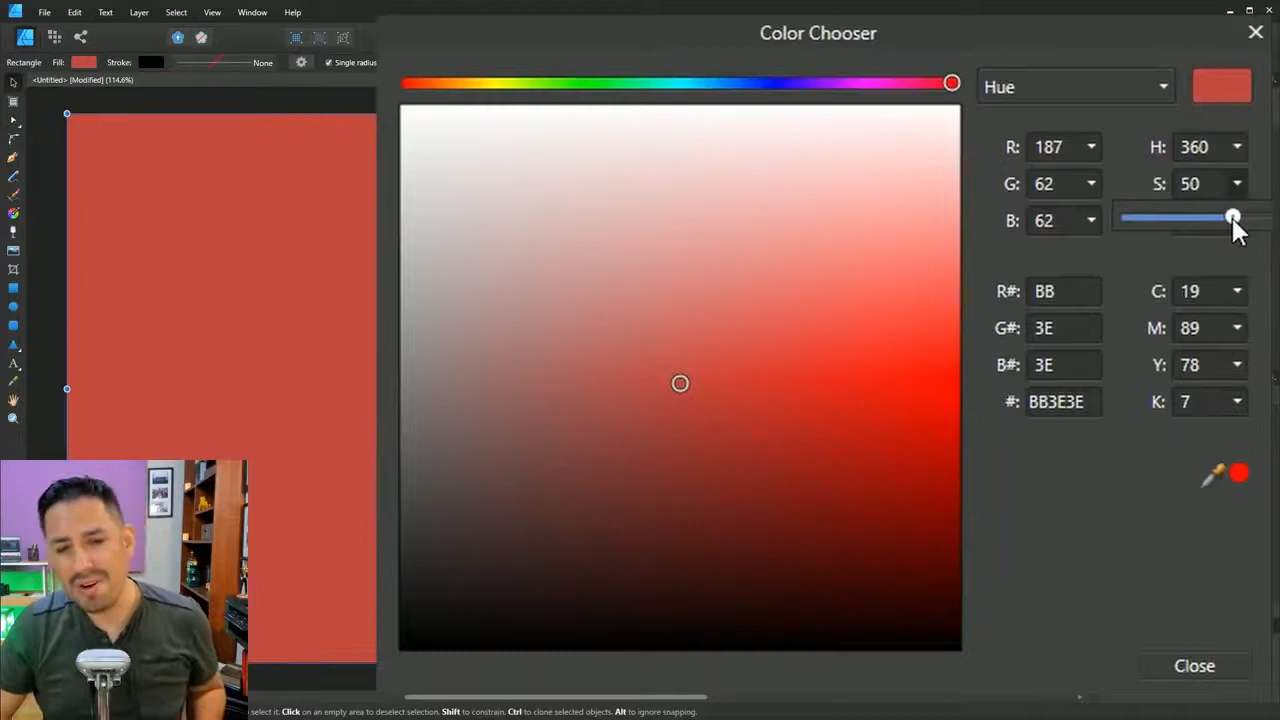 File Edit Text Layer Select View Window Help
Color Chooser
Rectangle Fill: Stroke: None Single radius
<Untitled> [Modified] (114.6%)
Hue
R: 187 H: 360
G: 62 S: 50
B: 62
R#: BB C: 19
G#: 3E M: 89
B#: 3E Y: 78
#: BB3E3E K: 7
Close
select it. Click on an empty area to deselect selection. Shift to constrain. Ctrl to clone selected objects. Alt to ignore snapping.